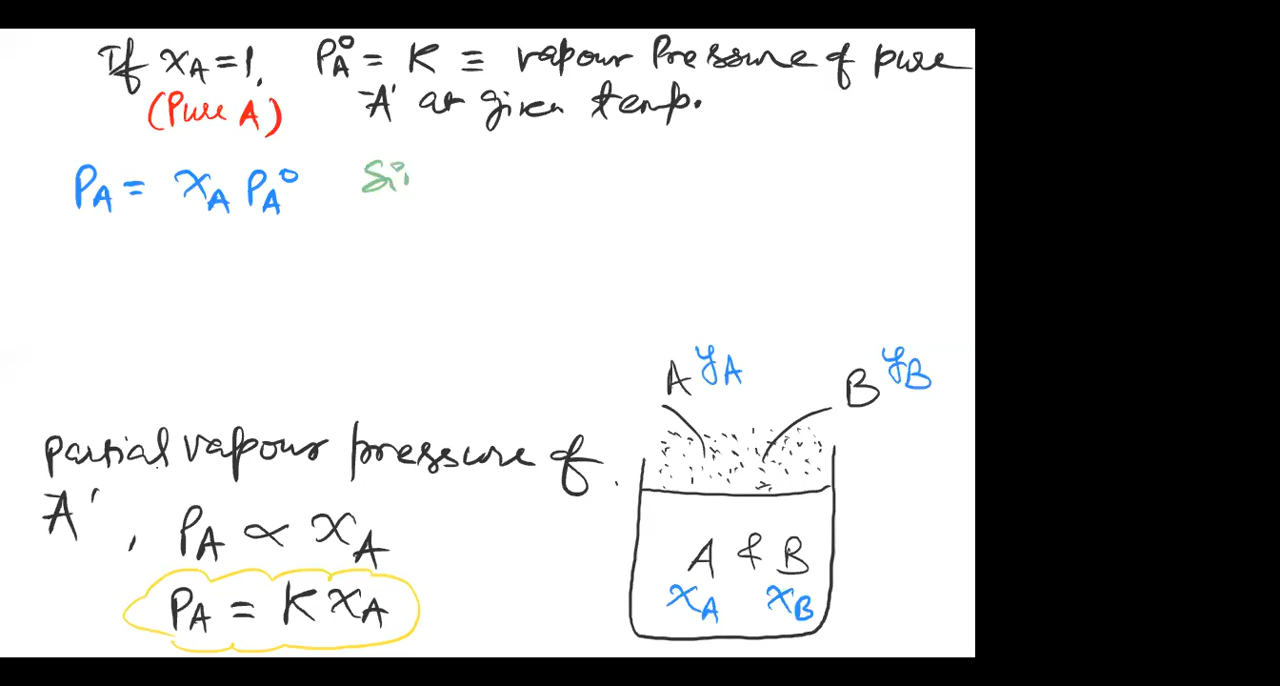 If xA = 1, PA° = K ≡ vapour Pressure of pure
(Pure A) 'A' at given temp.
PA = xA PA° Si
A yA B yB
Partial vapour pressure of
'A', PA ∝ xA
PA = K xA
A & B
xA xB